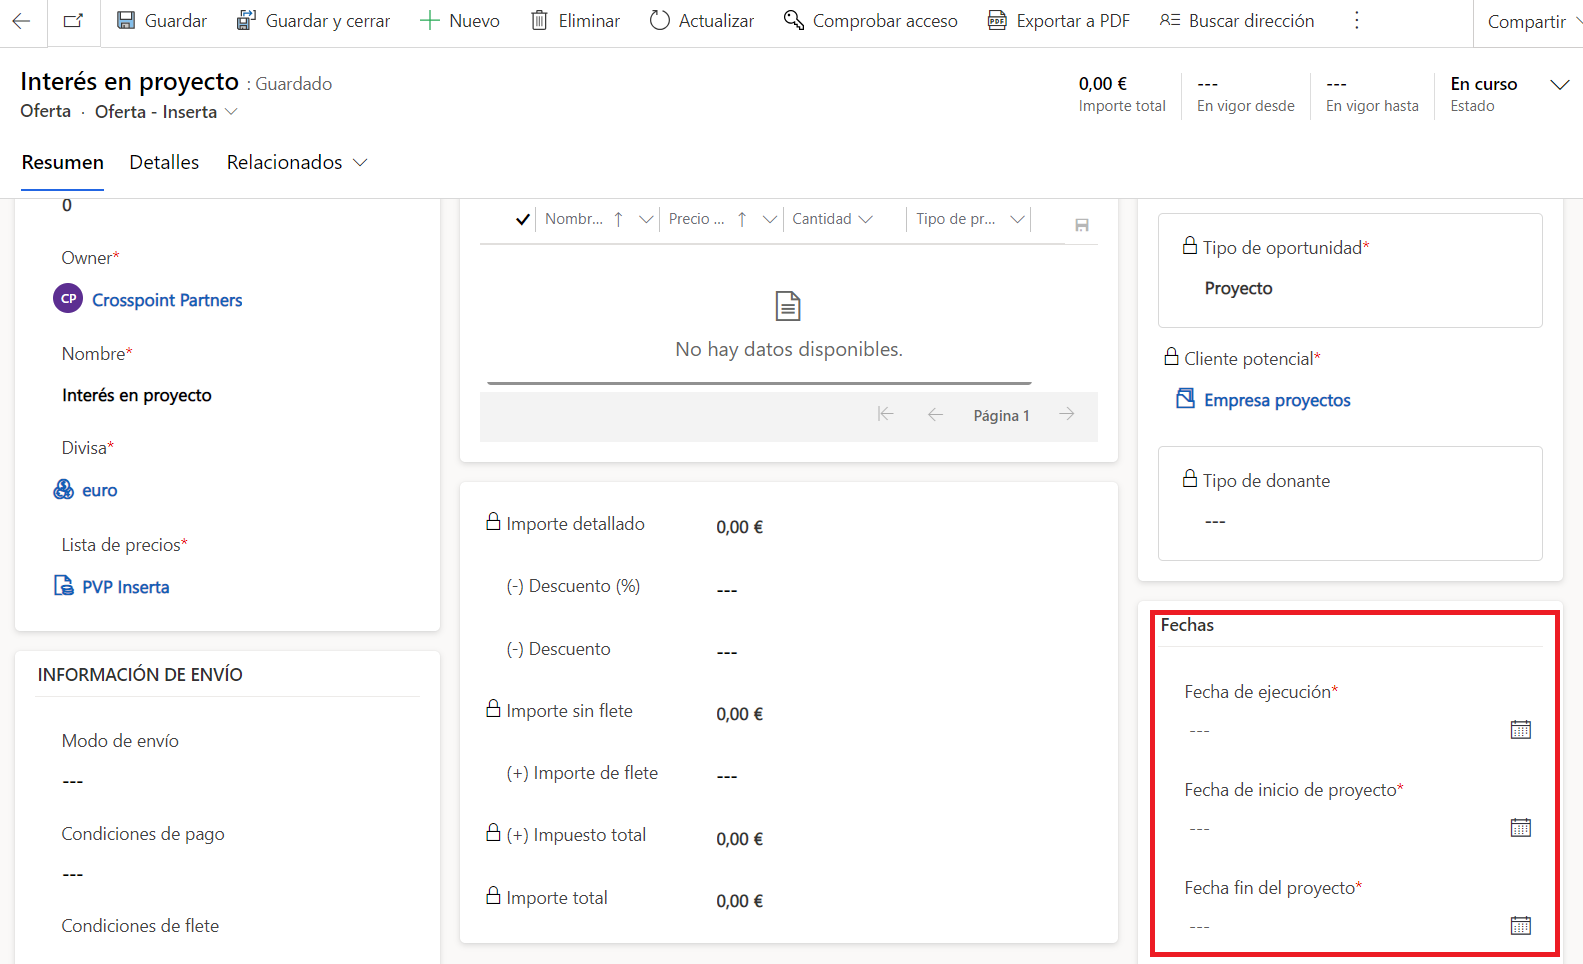 Guardar
Guardar y cerrar
Nuevo
Eliminar
Actualizar
Comprobar acceso
PDF
Exportar a PDF
Buscar dirección
Compartir
Interés en proyecto : Guardado
Oferta · Oferta - Inserta
0,00 €
Importe total
---
En vigor desde
---
En vigor hasta
En curso
Estado
Resumen
Detalles
Relacionados
0
Owner*
CP
Crosspoint Partners
Nombre*
Interés en proyecto
Divisa*
euro
Lista de precios*
PVP Inserta
INFORMACIÓN DE ENVÍO
Modo de envío
---
Condiciones de pago
---
Condiciones de flete
Nombr...
Precio ...
Cantidad
Tipo de pr...
No hay datos disponibles.
Página 1
Importe detallado
0,00 €
(-) Descuento (%)
---
(-) Descuento
---
Importe sin flete
0,00 €
(+) Importe de flete
---
(+) Impuesto total
0,00 €
Importe total
0,00 €
Tipo de oportunidad*
Proyecto
Cliente potencial*
Empresa proyectos
Tipo de donante
---
Fechas
Fecha de ejecución*
---
Fecha de inicio de proyecto*
---
Fecha fin del proyecto*
---